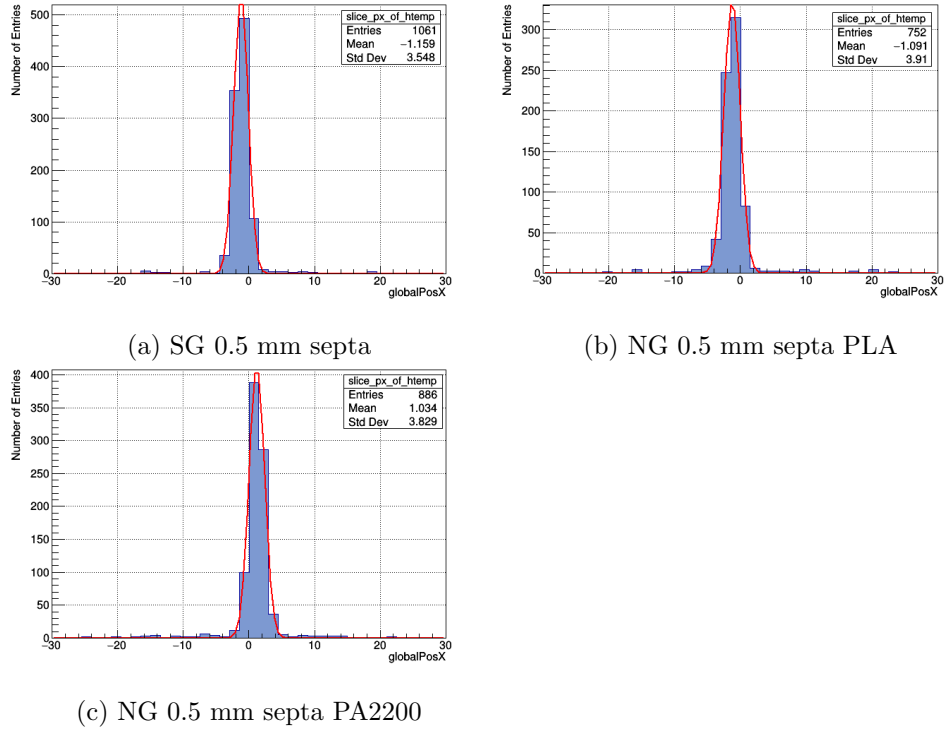 slice_px_of_htemp
Entries 1061
Mean −1.159
Std Dev 3.548
Number of Entries
500
400
300
200
100
0
−30 −20 −10 0 10 20 30
globalPosX
(a) SG 0.5 mm septa
slice_px_of_htemp
Entries 752
Mean −1.091
Std Dev 3.91
Number of Entries
300
250
200
150
100
50
0
−30 −20 −10 0 10 20 30
globalPosX
(b) NG 0.5 mm septa PLA
slice_px_of_htemp
Entries 886
Mean 1.034
Std Dev 3.829
Number of Entries
400
350
300
250
200
150
100
50
0
−30 −20 −10 0 10 20 30
globalPosX
(c) NG 0.5 mm septa PA2200